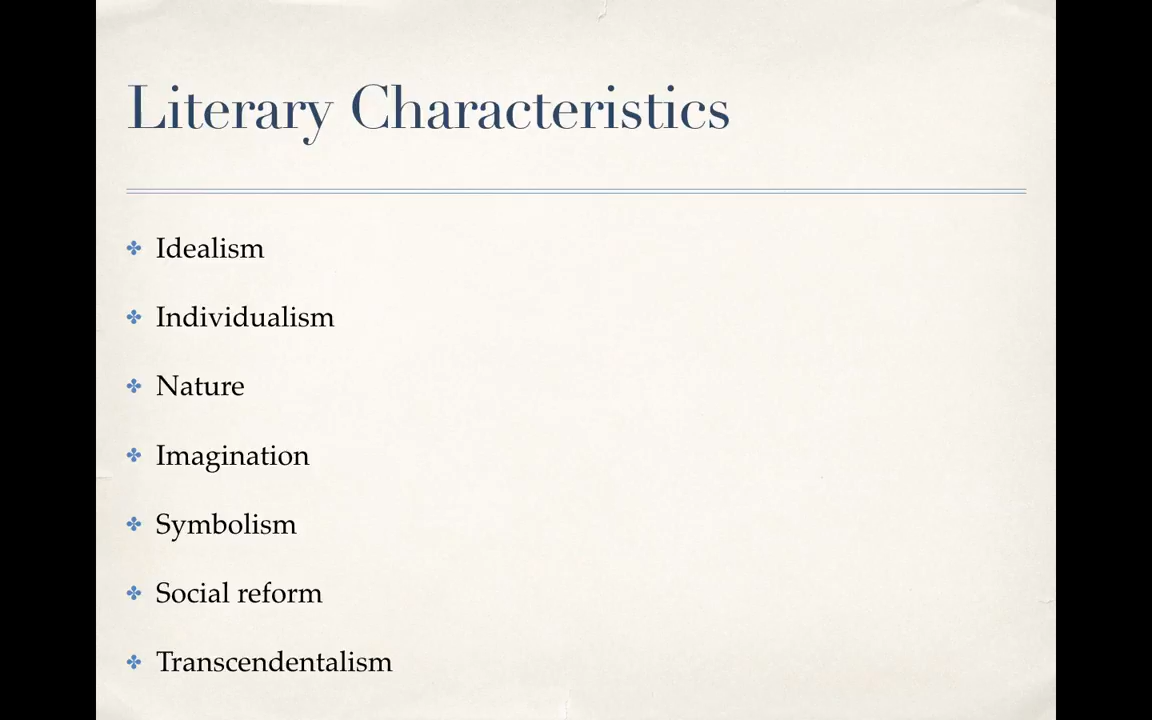 Literary Characteristics
✤ Idealism
✤ Individualism
✤ Nature
✤ Imagination
✤ Symbolism
✤ Social reform
✤ Transcendentalism